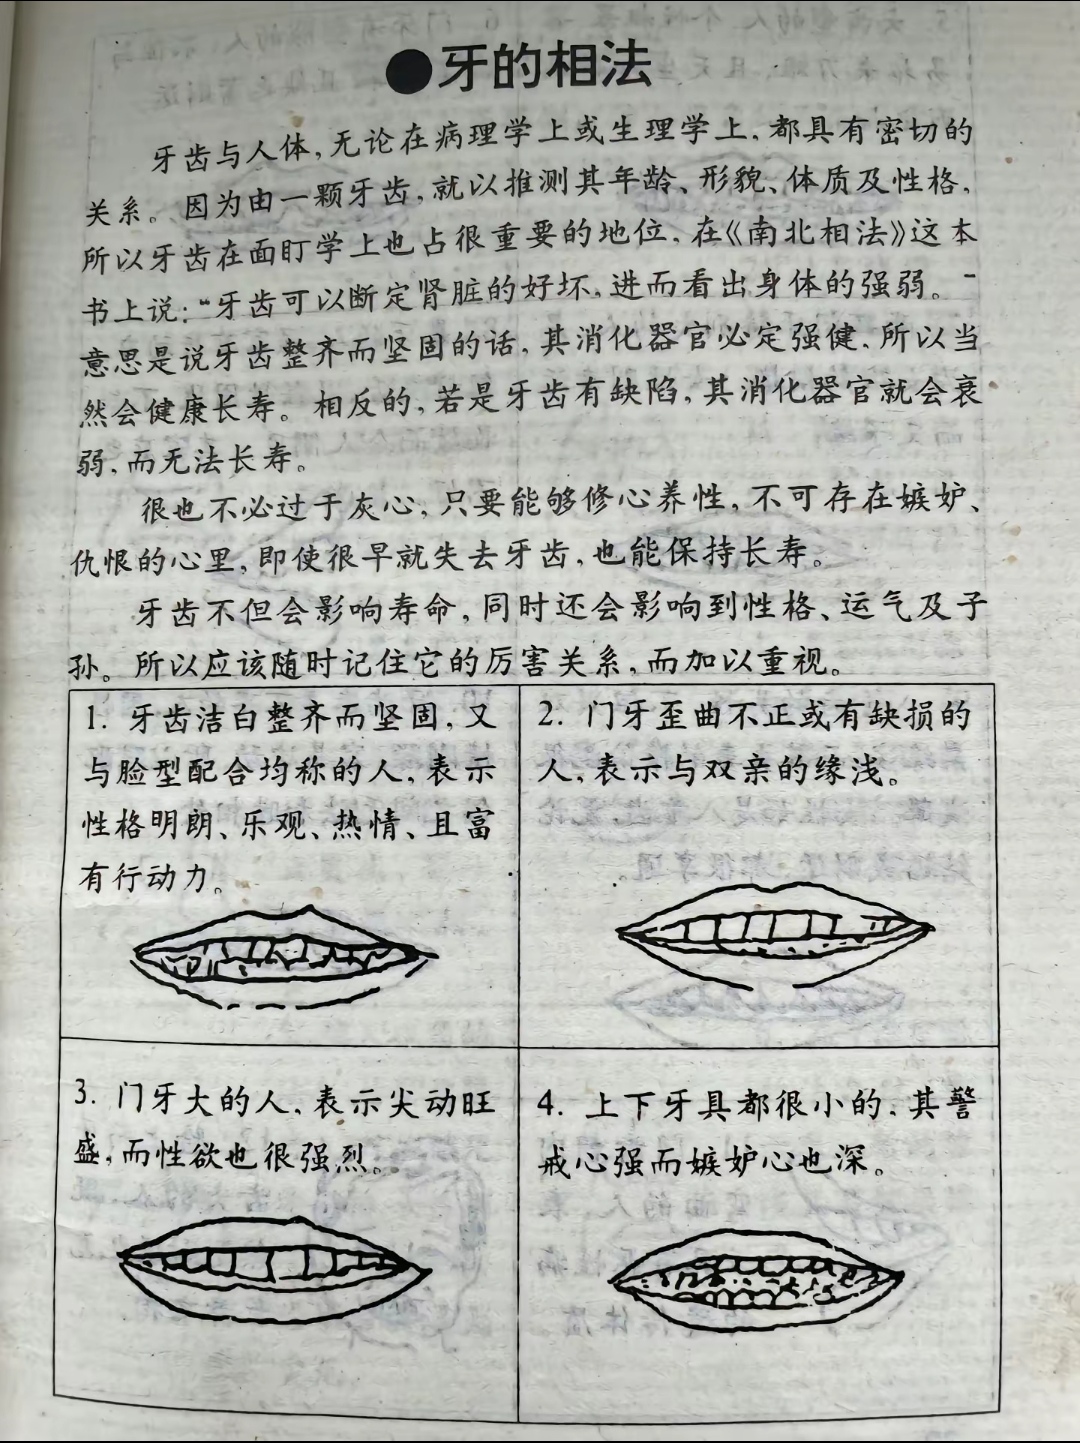 ●牙的相法
牙齿与人体,无论在病理学上或生理学上,都具有密切的
关系。因为由一颗牙齿,就以推测其年龄、形貌、体质及性格,
所以牙齿在面盯学上也占很重要的地位,在《南北相法》这本
书上说:“牙齿可以断定肾脏的好坏,进而看出身体的强弱。”
意思是说牙齿整齐而坚固的话,其消化器官必定强健,所以当
然会健康长寿。相反的,若是牙齿有缺陷,其消化器官就会衰
弱,而无法长寿。
很也不必过于灰心,只要能够修心养性,不可存在嫉妒、
仇恨的心里,即使很早就失去牙齿,也能保持长寿。
牙齿不但会影响寿命,同时还会影响到性格、运气及子
孙。所以应该随时记住它的厉害关系,而加以重视。
1. 牙齿洁白整齐而坚固,又
与脸型配合均称的人,表示
性格明朗、乐观、热情、且富
有行动力。
2. 门牙歪曲不正或有缺损的
人,表示与双亲的缘浅。
3. 门牙大的人,表示尖动旺
盛,而性欲也很强烈。
4. 上下牙具都很小的,其警
戒心强而嫉妒心也深。